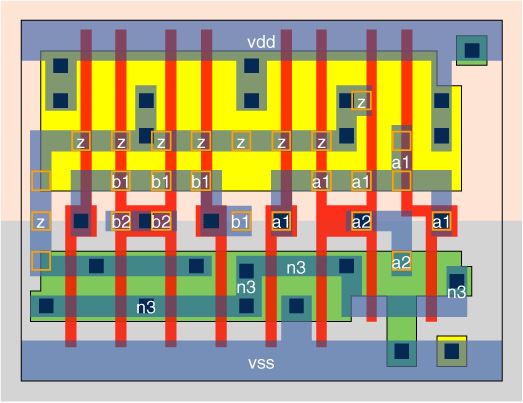 vdd
z
z z z z z z z
a1
b1 b1 b1 a1 a1
z b2 b2 b1 a1 a2 a1
a2
n3
n3 n3
n3
vss